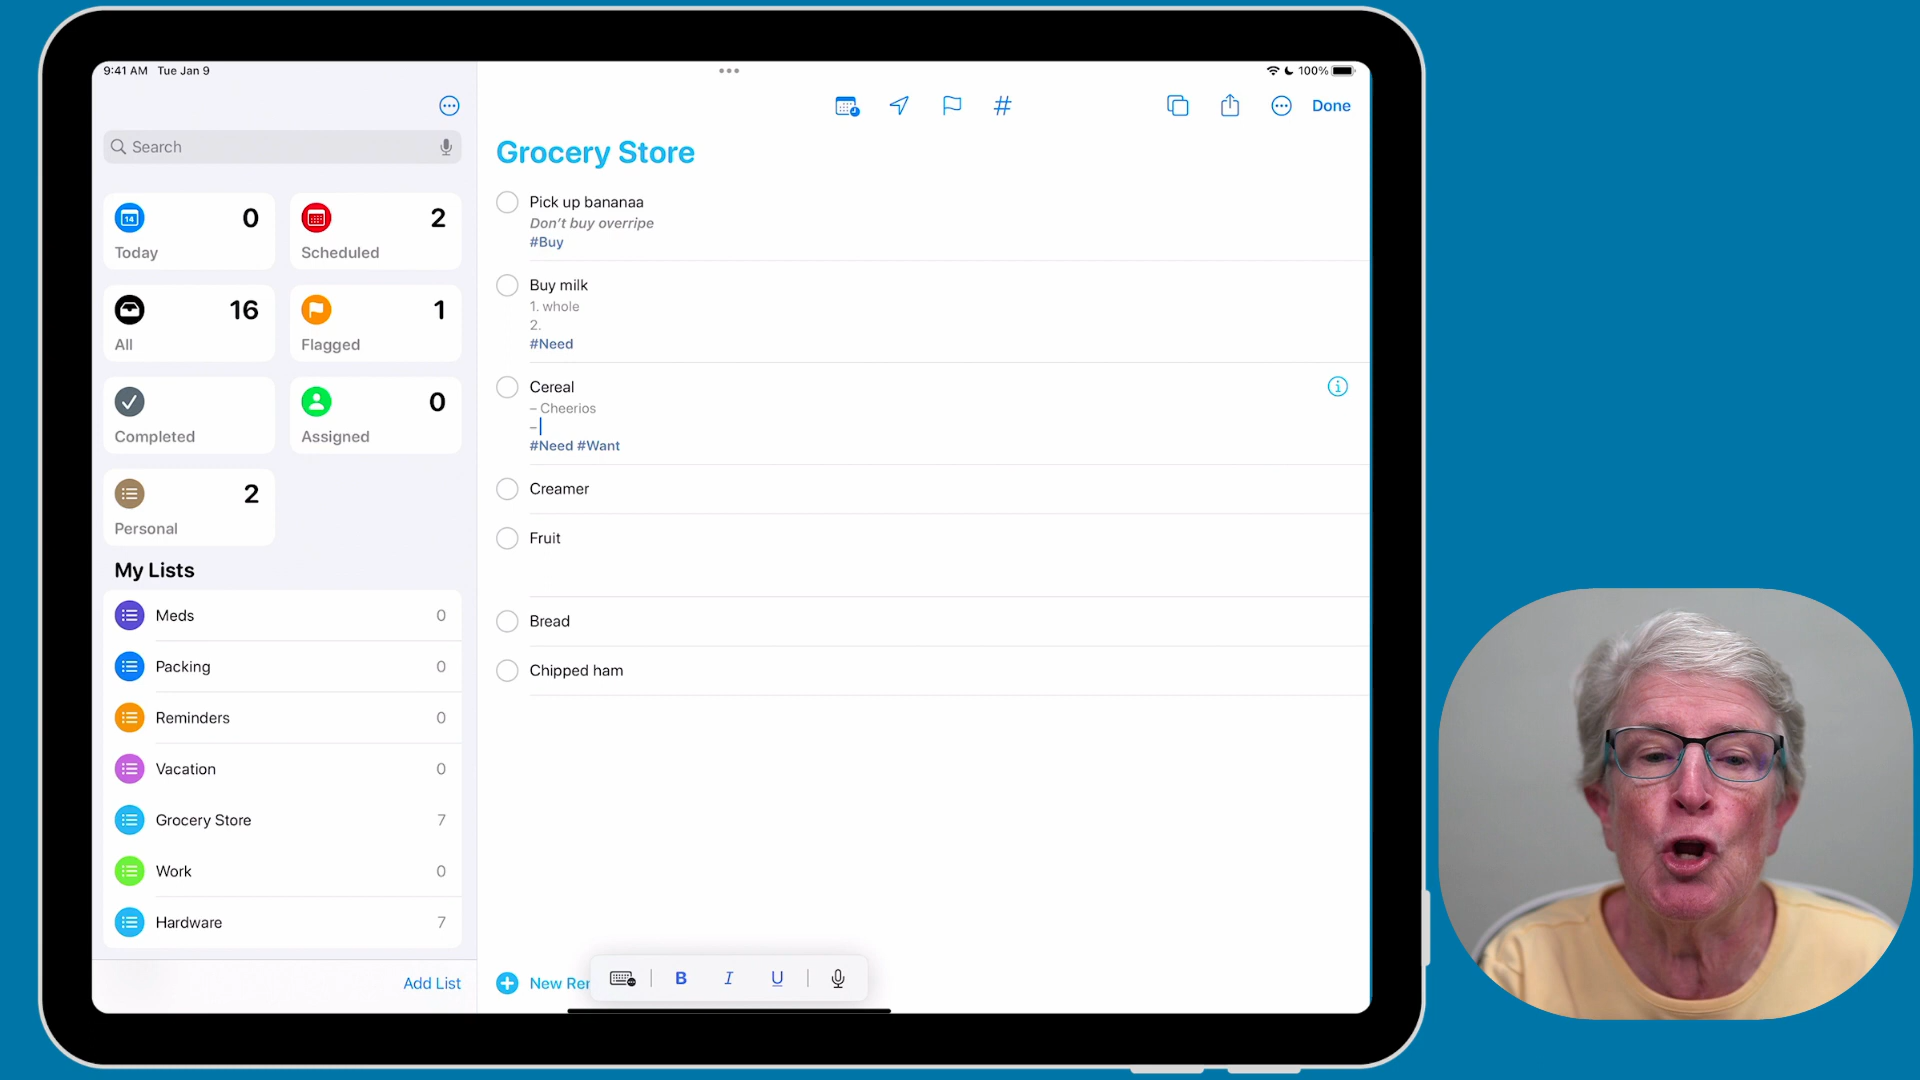 9:41 AM Tue Jan 9
100%
Search
14
0
Today
2
Scheduled
16
All
1
Flagged
Completed
0
Assigned
2
Personal
My Lists
Meds 0
Packing 0
Reminders 0
Vacation 0
Grocery Store 7
Work 0
Hardware 7
Add List
Done
Grocery Store
Pick up bananaa
Don't buy overripe
#Buy
Buy milk
1. whole
2.
#Need
Cereal
– Cheerios
–
#Need #Want
Creamer
Fruit
Bread
Chipped ham
New Rer
B I U